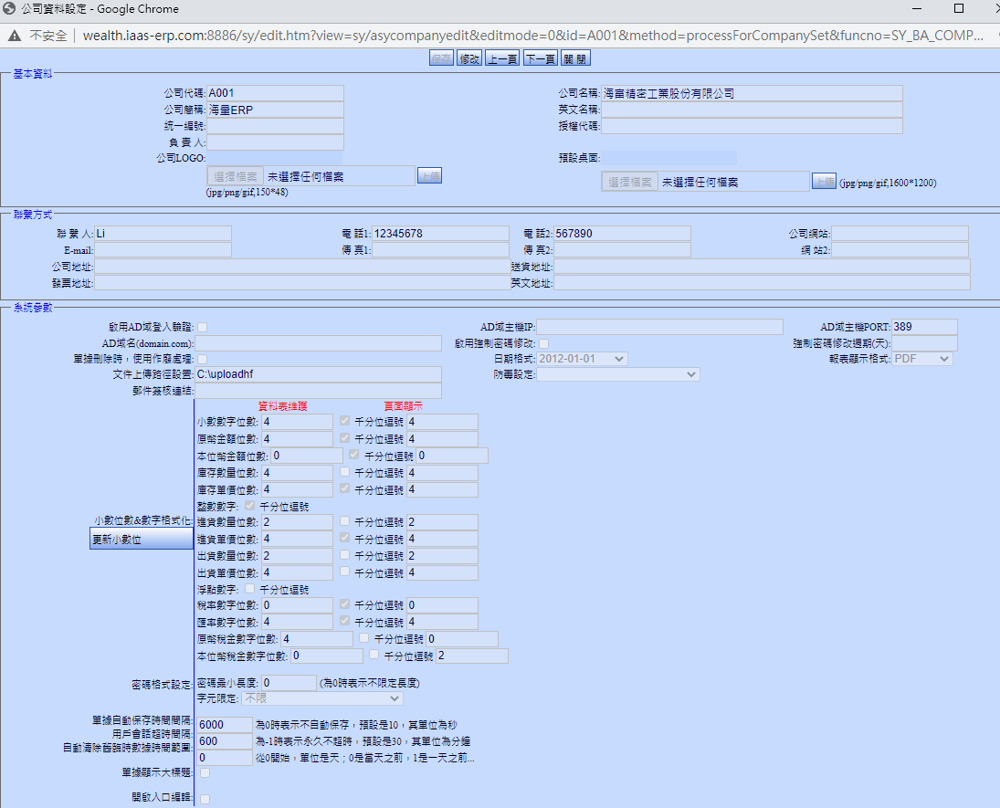 公司資料設定 - Google Chrome
不安全 wealth.iaas-erp.com:8886/sy/edit.htm?view=sy/asycompanyedit&editmode=0&id=A001&method=processForCompanySet&funcno=SY_BA_COMP...
保存 修改 上一頁 下一頁 關 閉
基本資料
公司代碼: A001 公司名稱: 海富精密工業股份有限公司
公司簡稱: 海量ERP 英文名稱:
統一編號: 授權代碼:
負 責 人:
公司LOGO: 預設桌面:
選擇檔案 未選擇任何檔案 上傳 選擇檔案 未選擇任何檔案 上傳 (jpg/png/gif,1600*1200)
(jpg/png/gif,150*48)
聯繫方式
聯 繫 人: Li 電 話1: 12345678 電 話2: 567890 公司網站:
E-mail: 傳 真1: 傳 真2: 網 站2:
公司地址: 送貨地址:
發票地址: 英文地址:
系統參數
啟用AD域登入驗證: AD域主機IP: AD域主機PORT: 389
AD域名(domain.com): 啟用強制密碼修改: 強制密碼修改週期(天):
單據刪除時，使用作廢處理: 日期格式: 2012-01-01 報表顯示格式: PDF
文件上傳路徑設置: C:\uploadhf 防毒設定:
郵件簽核連結:
資料表維護 頁面顯示
小數數字位數: 4 千分位逗號 4
原幣金額位數: 4 千分位逗號 4
本位幣金額位數: 0 千分位逗號 0
庫存數量位數: 4 千分位逗號 4
庫存單價位數: 4 千分位逗號 4
整數數字: 千分位逗號
小數位數&數字格式化: 進貨數量位數: 2 千分位逗號 2
更新小數位 進貨單價位數: 4 千分位逗號 4
出貨數量位數: 2 千分位逗號 2
出貨單價位數: 4 千分位逗號 4
浮點數字: 千分位逗號
稅率數字位數: 0 千分位逗號 0
匯率數字位數: 4 千分位逗號 4
原幣稅金數字位數: 4 千分位逗號 0
本位幣稅金數字位數: 0 千分位逗號 2
密碼格式設定: 密碼最小長度: 0 (為0時表示不限定長度)
字元限定: 不限
單據自動保存時間間隔: 6000 為0時表示不自動保存，預設是10，其單位為秒
用戶會話超時間隔: 600 為-1時表示永久不超時，預設是30，其單位為分鐘
自動清除舊臨時數據時間範圍: 0 從0開始，單位是天；0是當天之前，1是一天之前...
單據顯示大標題:
開啟入口編輯: